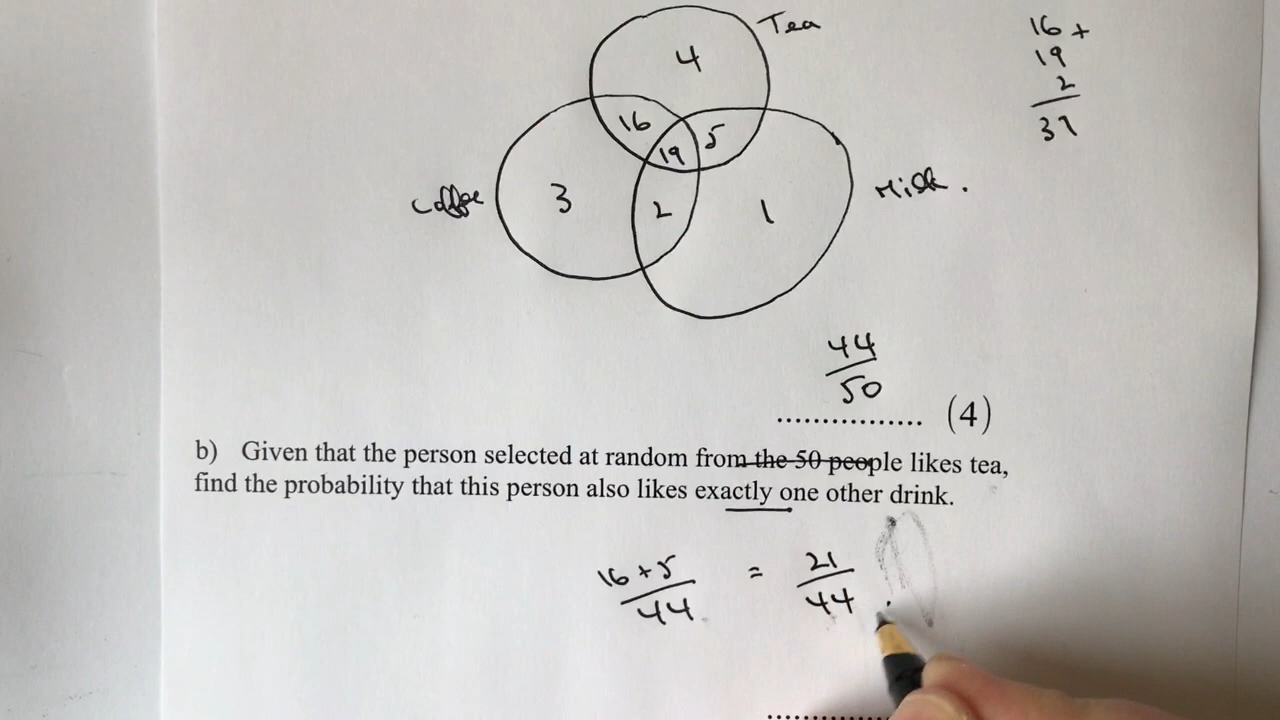 Tea
4
16 +
19
2
37
16
5
19
Coffee
3
2
1
Milk.
44
50
................ (4)
b) Given that the person selected at random from the 50 people likes tea,
find the probability that this person also likes exactly one other drink.
16 + 5 = 21
44 44